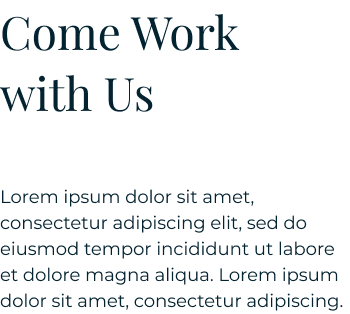 Come Work
with Us
Lorem ipsum dolor sit amet,
consectetur adipiscing elit, sed do
eiusmod tempor incididunt ut labore
et dolore magna aliqua. Lorem ipsum
dolor sit amet, consectetur adipiscing.